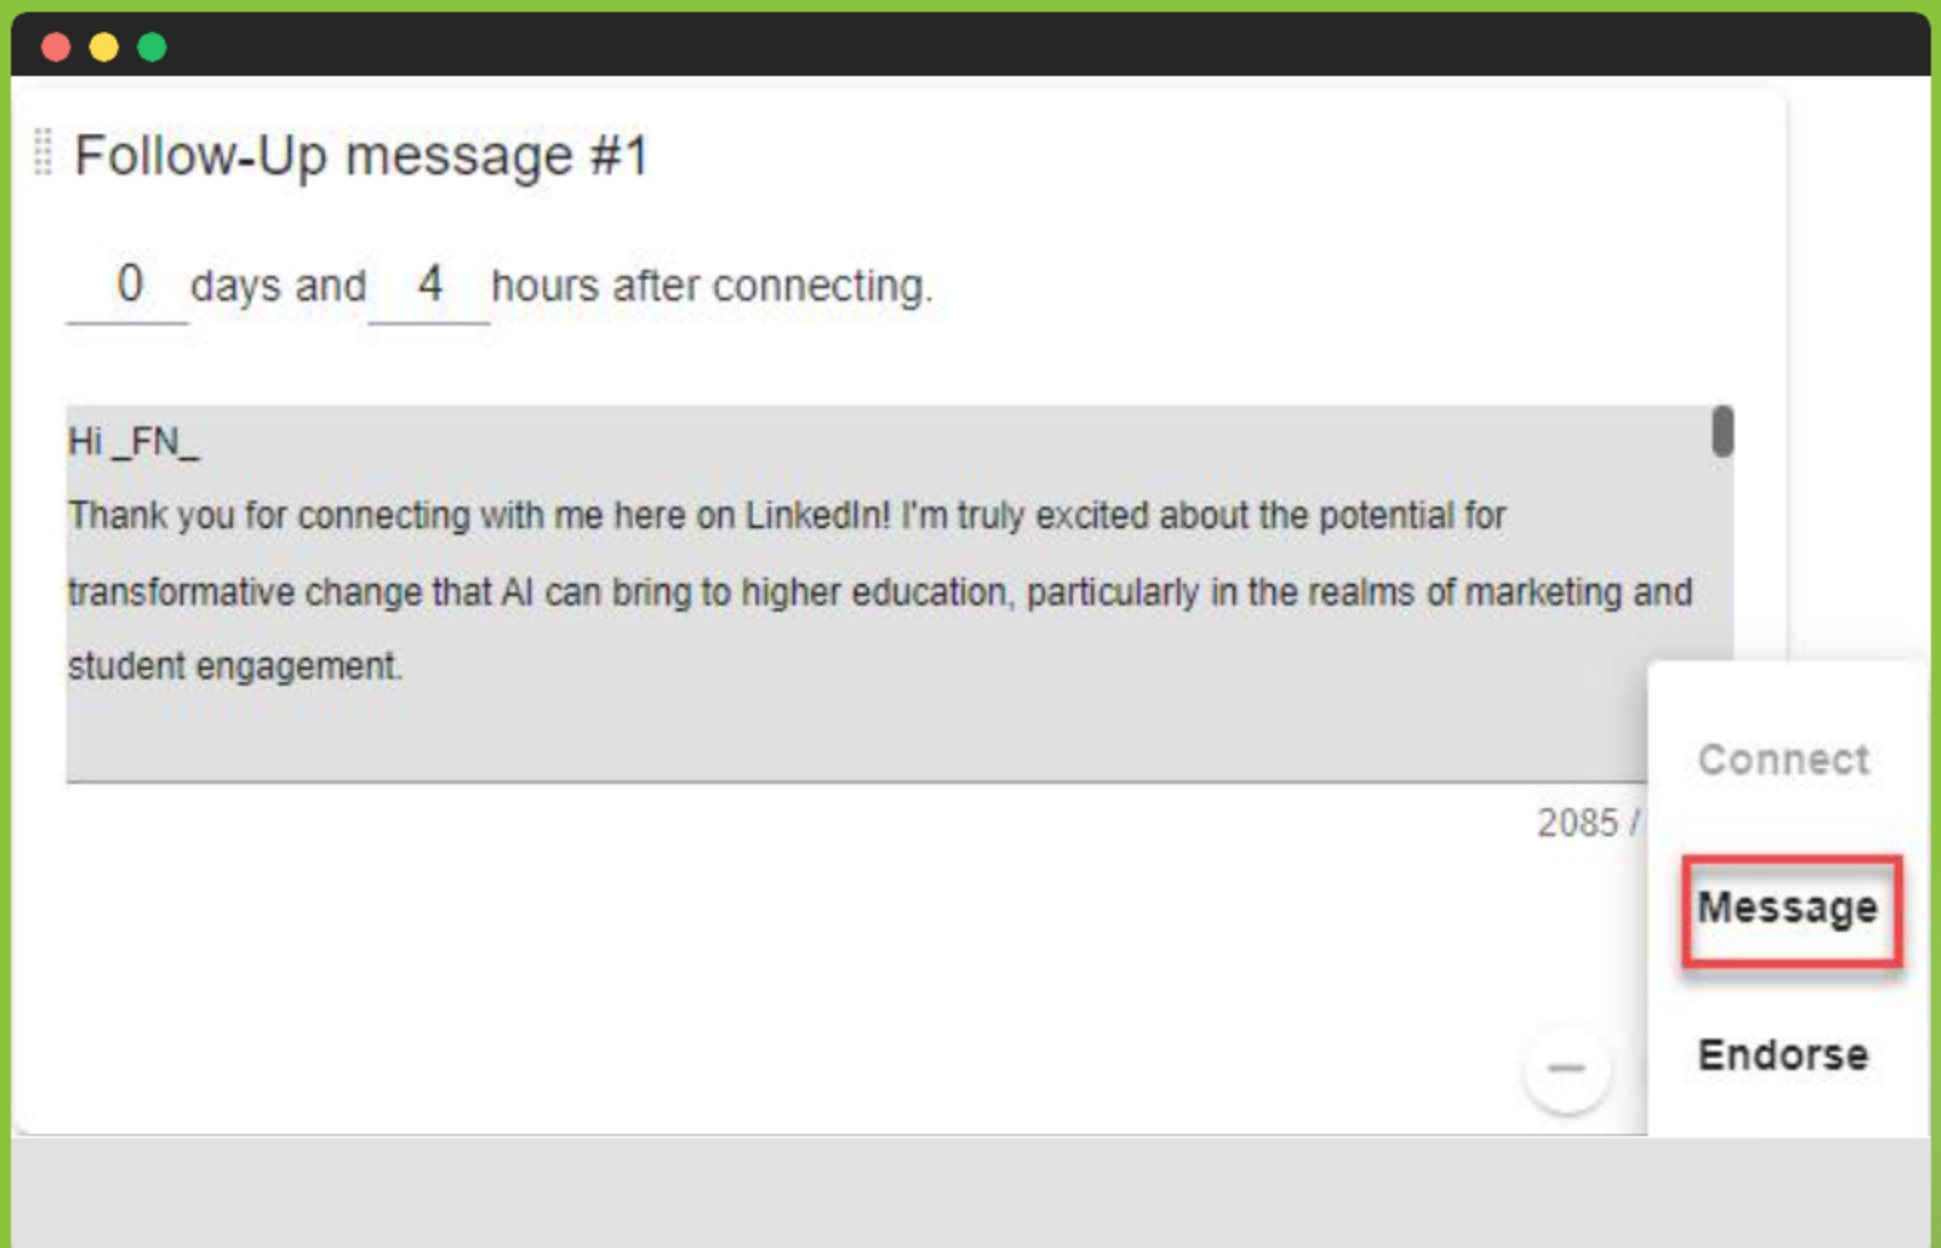 Follow-Up message #1
0 days and 4 hours after connecting.
Hi _FN_
Thank you for connecting with me here on LinkedIn! I'm truly excited about the potential for
transformative change that AI can bring to higher education, particularly in the realms of marketing and
student engagement.
2085 /
Connect
Message
Endorse